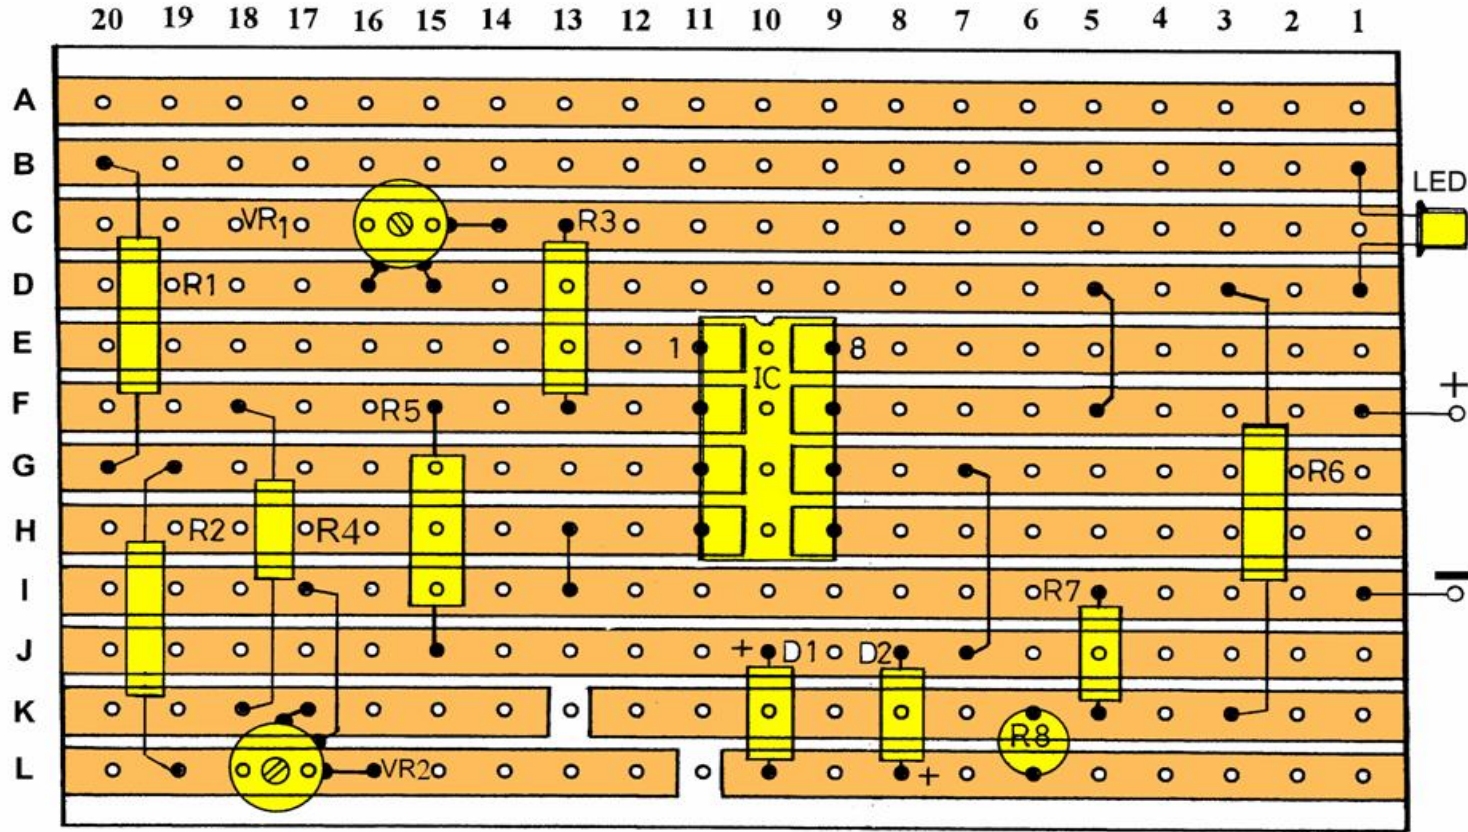 20 19 18 17 16 15 14 13 12 11 10 9 8 7 6 5 4 3 2 1
A
B
LED
C VR1 R3
D R1
E 1 8
IC
F R5 +
G R6
H R2 R4
I R7 −
J + D1 D2
K
R8
L VR2 +